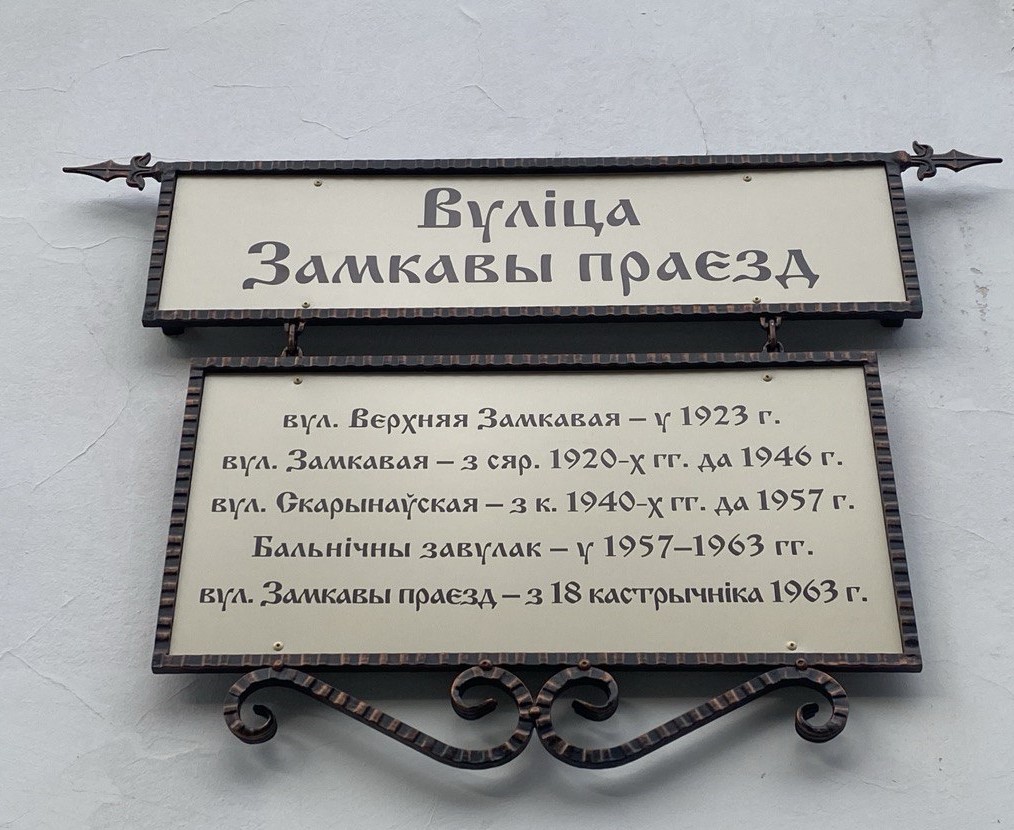 Вуліца
Замкавы праезд
вул. Верхняя Замкавая – у 1923 г.
вул. Замкавая – з сяр. 1920-х гг. да 1946 г.
вул. Скарынаўская – з к. 1940-х гг. да 1957 г.
Бальнічны завулак – у 1957–1963 гг.
вул. Замкавы праезд – з 18 кастрычніка 1963 г.